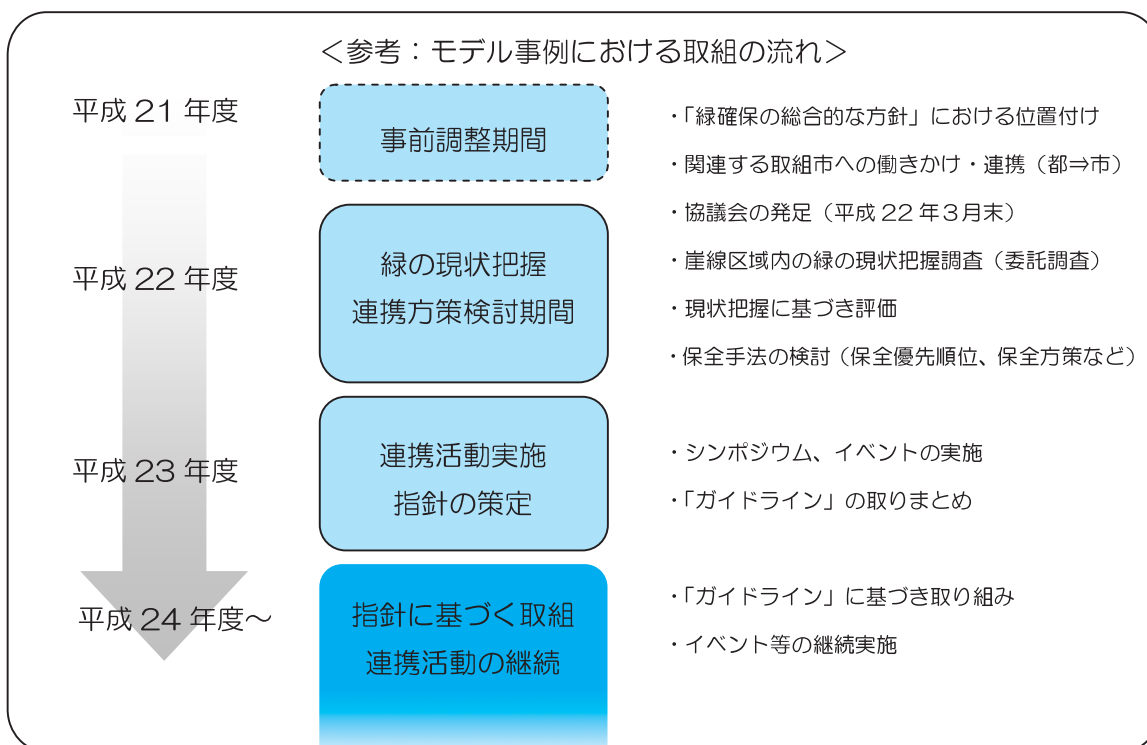 ＜参考：モデル事例における取組の流れ＞
平成 21 年度
事前調整期間
・「緑確保の総合的な方針」における位置付け
・関連する取組市への働きかけ・連携（都⇒市）
・協議会の発足（平成 22 年３月末）
平成 22 年度
緑の現状把握
連携方策検討期間
・崖線区域内の緑の現状把握調査（委託調査）
・現状把握に基づき評価
・保全手法の検討（保全優先順位、保全方策など）
平成 23 年度
連携活動実施
指針の策定
・シンポジウム、イベントの実施
・「ガイドライン」の取りまとめ
平成 24 年度～
指針に基づく取組
連携活動の継続
・「ガイドライン」に基づき取り組み
・イベント等の継続実施